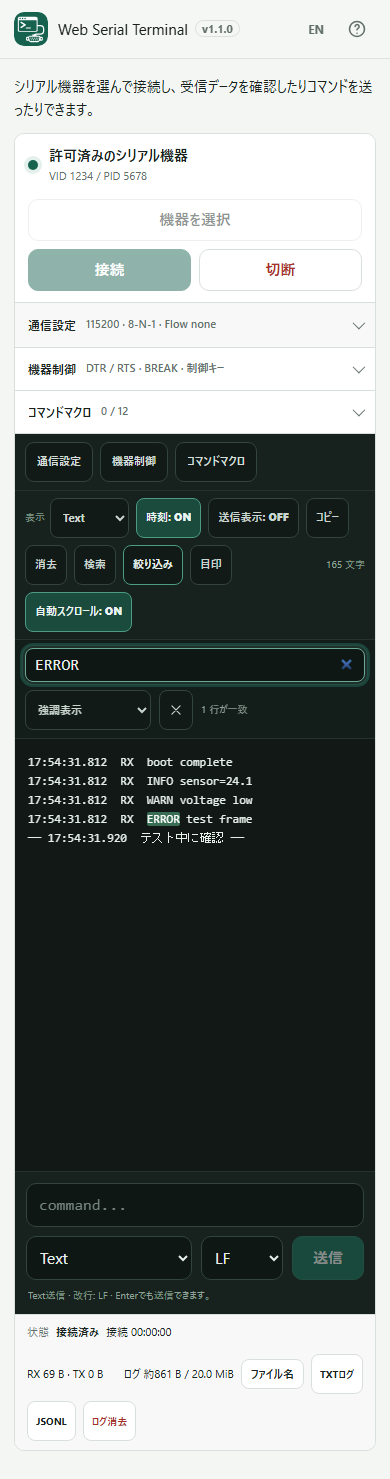 Web Serial Terminal v1.1.0 EN
シリアル機器を選んで接続し、受信データを確認したりコマンドを送
ったりできます。
許可済みのシリアル機器
VID 1234 / PID 5678
機器を選択
接続 切断
通信設定 115200 · 8-N-1 · Flow none
機器制御 DTR / RTS · BREAK · 制御キー
コマンドマクロ 0 / 12
通信設定 機器制御 コマンドマクロ
表示 Text 時刻: ON 送信表示: OFF コピー
消去 検索 絞り込み 目印 165 文字
自動スクロール: ON
ERROR
強調表示 1 行が一致
17:54:31.812 RX boot complete
17:54:31.812 RX INFO sensor=24.1
17:54:31.812 RX WARN voltage low
17:54:31.812 RX ERROR test frame
── 17:54:31.920 テスト中に確認 ──
command...
Text LF 送信
Text送信 · 改行: LF · Enterでも送信できます。
状態 接続済み 接続 00:00:00
RX 69 B · TX 0 B ログ 約861 B / 20.0 MiB ファイル名 TXTログ
JSONL ログ消去